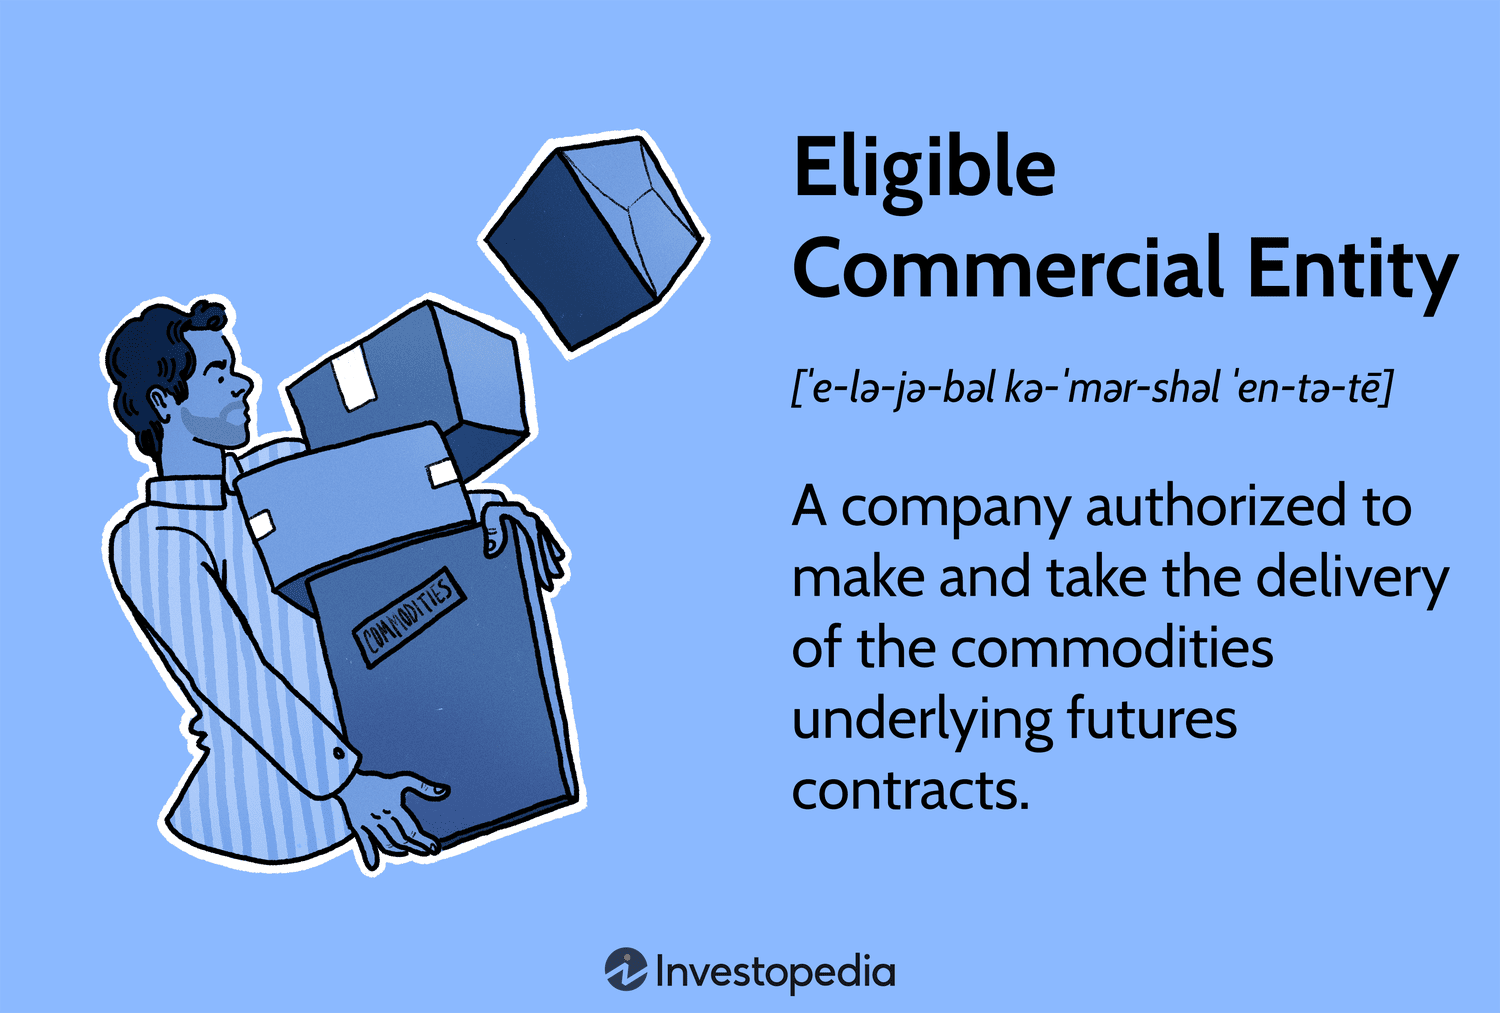 Eligible
Commercial Entity
[ˈe-lə-jə-bəl kə-ˈmər-shəl ˈen-tə-tē]
A company authorized to
make and take the delivery
of the commodities
underlying futures
contracts.
COMMODITIES
Investopedia